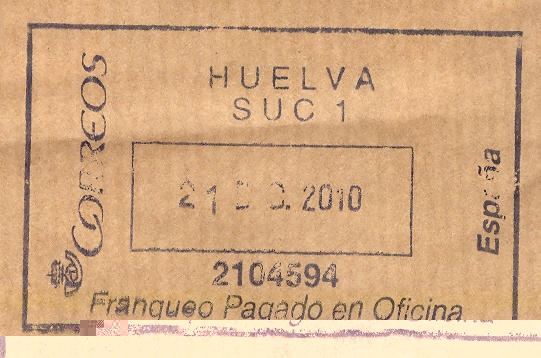 CORREOS
HUELVA
SUC 1
21 2010
España
2104594
Franqueo Pagado en Oficina